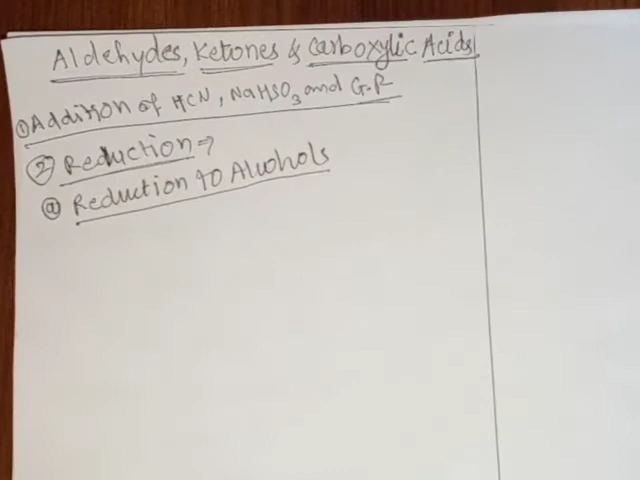 Aldehydes, Ketones & Carboxylic Acids
① Addition of HCN, NaHSO3 and G.R
② Reduction ⇒
ⓐ Reduction to Alcohols